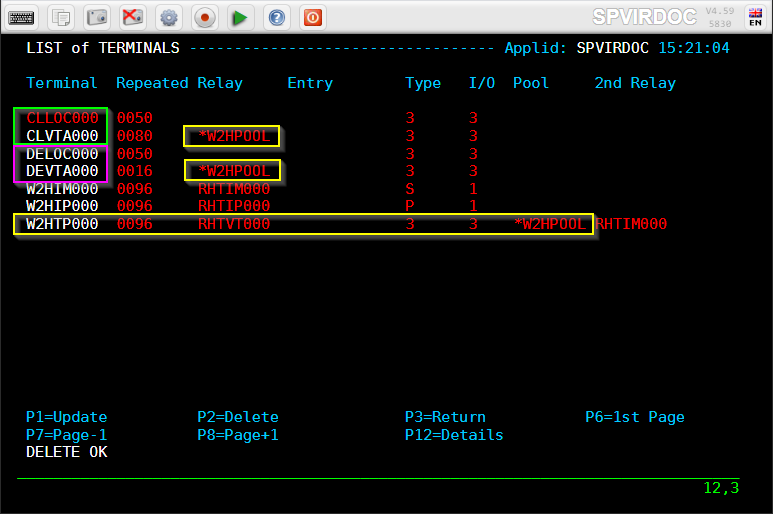 SPVIRDOC V4.59 5830 EN
LIST of TERMINALS ---------------------------------- Applid: SPVIRDOC 15:21:04
Terminal Repeated Relay Entry Type I/O Pool 2nd Relay
CLLOC000 0050 3 3
CLVTA000 0080 *W2HPOOL 3 3
DELOC000 0050 3 3
DEVTA000 0016 *W2HPOOL 3 3
W2HIM000 0096 RHTIM000 S 1
W2HIP000 0096 RHTIP000 P 1
W2HTP000 0096 RHTVT000 3 3 *W2HPOOL RHTIM000
P1=Update P2=Delete P3=Return P6=1st Page
P7=Page-1 P8=Page+1 P12=Details
DELETE OK
12,3